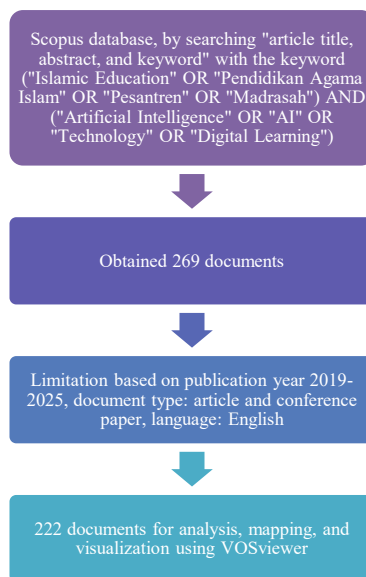 Scopus database, by searching "article title,
abstract, and keyword" with the keyword
("Islamic Education" OR "Pendidikan Agama
Islam" OR "Pesantren" OR "Madrasah") AND
("Artificial Intelligence" OR "AI" OR
"Technology" OR "Digital Learning")
Obtained 269 documents
Limitation based on publication year 2019-
2025, document type: article and conference
paper, language: English
222 documents for analysis, mapping, and
visualization using VOSviewer